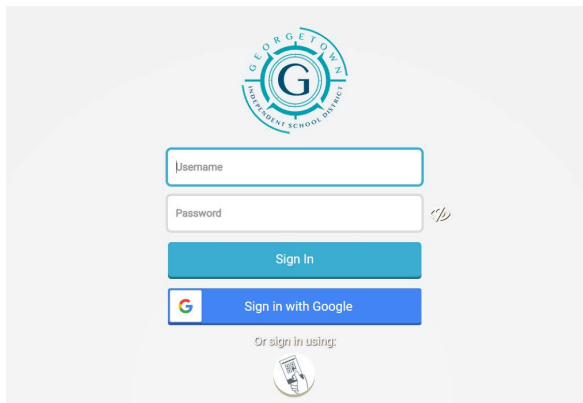 GEORGETOWN
G
INDEPENDENT SCHOOL DISTRICT
Username
Password
Sign In
G Sign in with Google
Or sign in using: